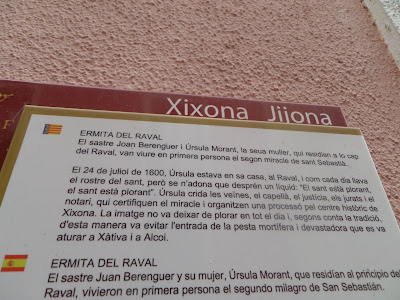 Xixona Jijona
ERMITA DEL RAVAL
El sastre Joan Berenguer i Úrsula Morant, la seua muller, que residien a lo cap
del Raval, van viure en primera persona el segon miracle de sant Sebastià.
El 24 de juliol de 1600, Úrsula estava en sa casa, al Raval, i com cada dia llava
el rostre del sant, però se n'adona que desprén un líquid: "El sant està plorant,
el sant està plorant". Úrsula crida les veïnes, el capellà, el justícia, els jurats i el
notari, qui certifiquen el miracle i organitzen una processó pel centre històric de
Xixona. La imatge no va deixar de plorar en tot el dia i, segons conta la tradició,
d'esta manera va evitar l'entrada de la pesta mortífera i devastadora que es va
aturar a Xàtiva i a Alcoi.
ERMITA DEL RAVAL
El sastre Juan Berenguer y su mujer, Úrsula Morant, que residían al principio del
Raval, vivieron en primera persona el segundo milagro de San Sebastián.